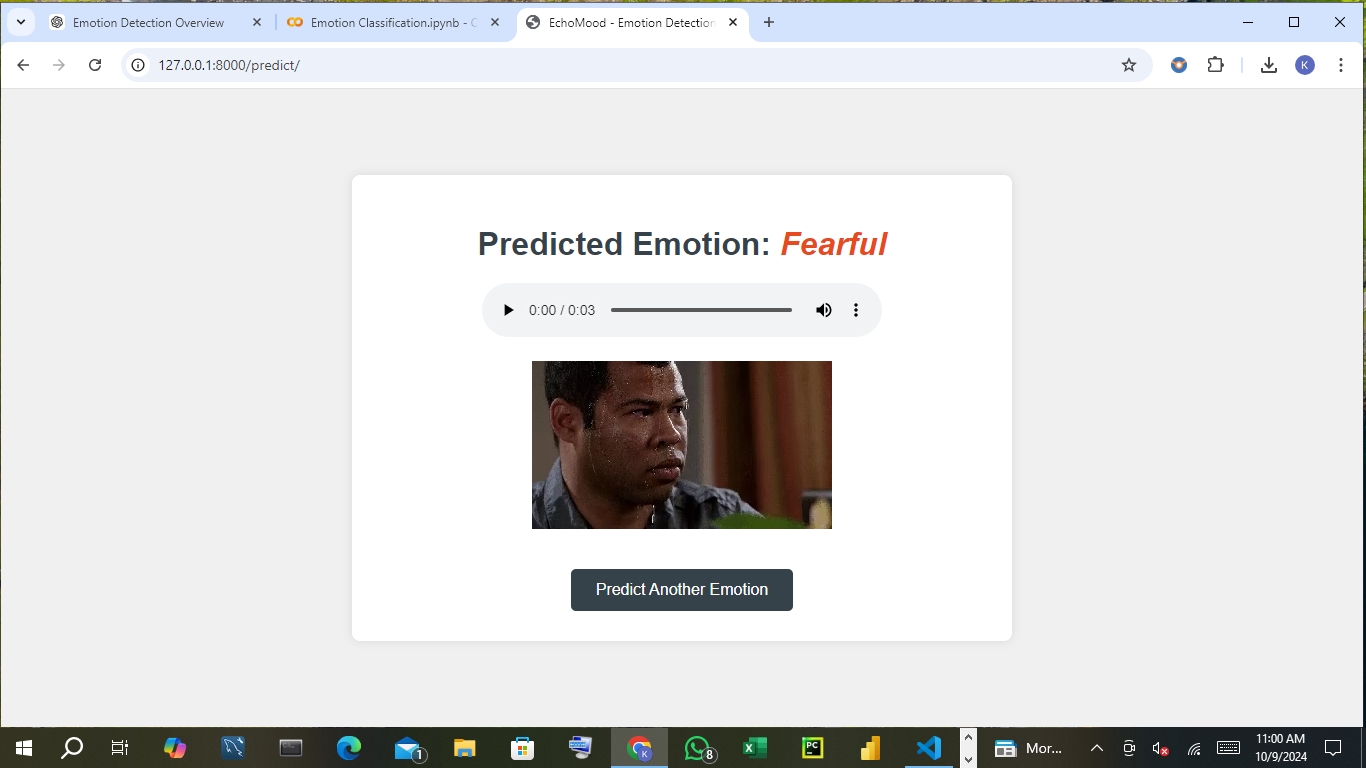 Emotion Detection Overview
Emotion Classification.ipynb - C
EchoMood - Emotion Detection
127.0.0.1:8000/predict/
K
Predicted Emotion: Fearful
0:00 / 0:03
Predict Another Emotion
1
K
8
PC
Mor...
11:00 AM
10/9/2024